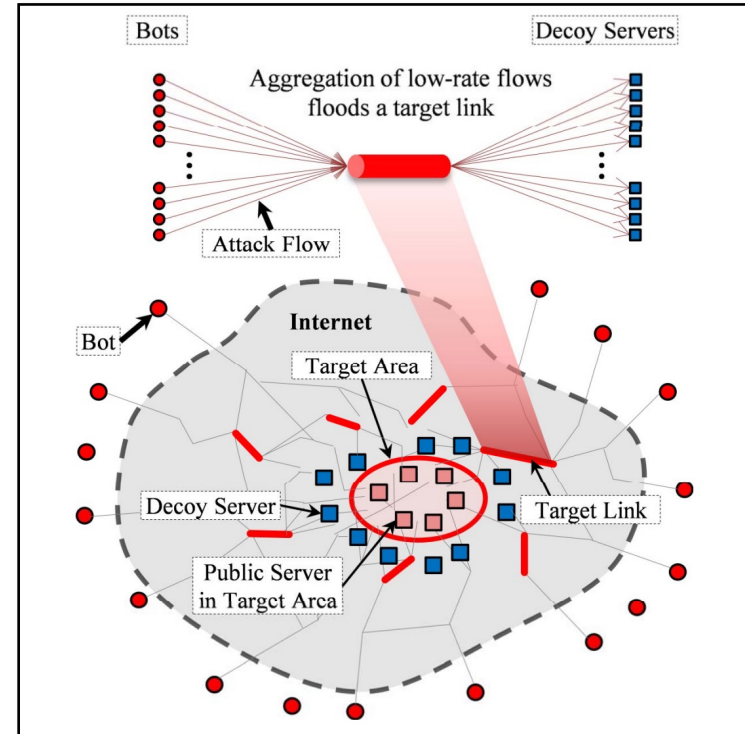 Bots
Decoy Servers
Aggregation of low-rate flows
floods a target link
Attack Flow
Bot
Internet
Target Area
Decoy Server
Target Link
Public Server
in Target Area